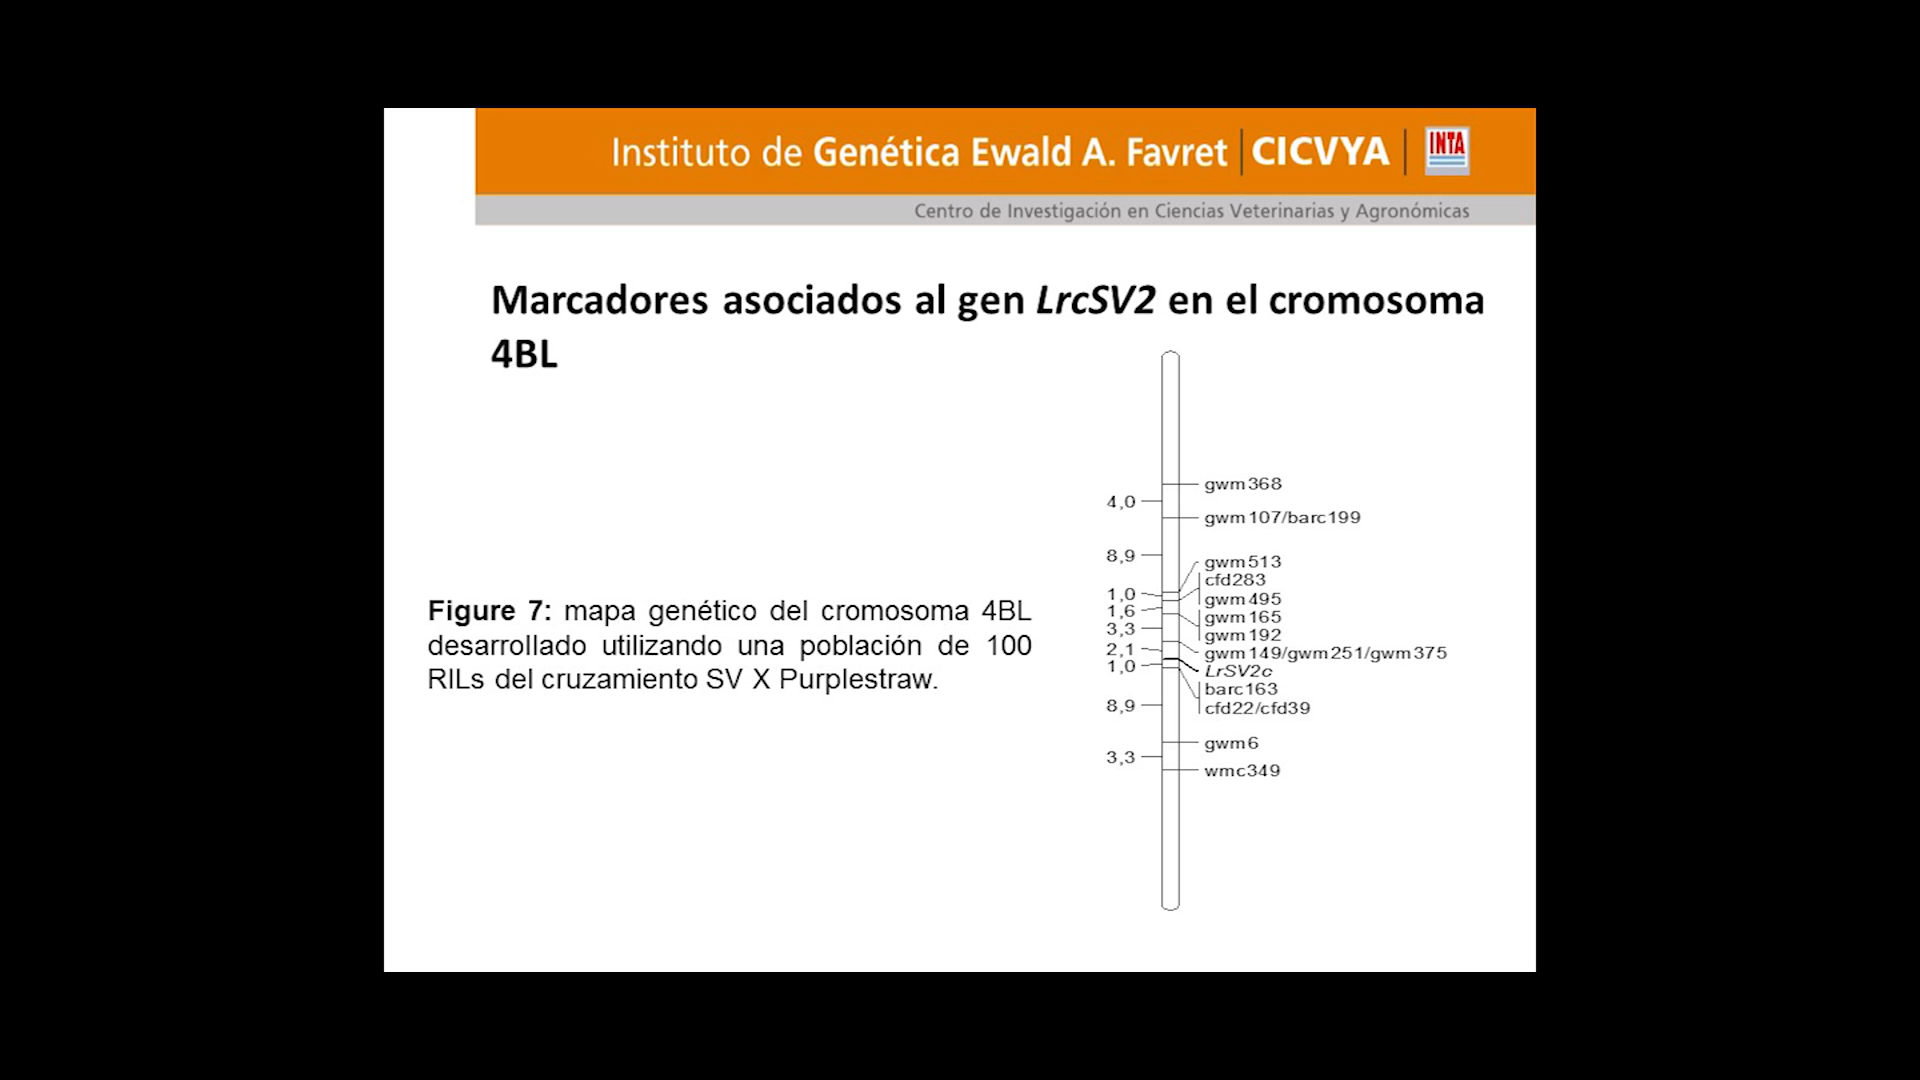 Instituto de Genética Ewald A. Favret | CICVYA | INTA
Centro de Investigación en Ciencias Veterinarias y Agronómicas
Marcadores asociados al gen LrcSV2 en el cromosoma
4BL
Figure 7: mapa genético del cromosoma 4BL
desarrollado utilizando una población de 100
RILs del cruzamiento SV X Purplestraw.
gwm368
4,0
gwm107/barc199
8,9
gwm513
cfd283
1,0
gwm495
1,6
gwm165
3,3
gwm192
2,1
gwm149/gwm251/gwm375
1,0
LrSV2c
barc163
8,9
cfd22/cfd39
gwm6
3,3
wmc349